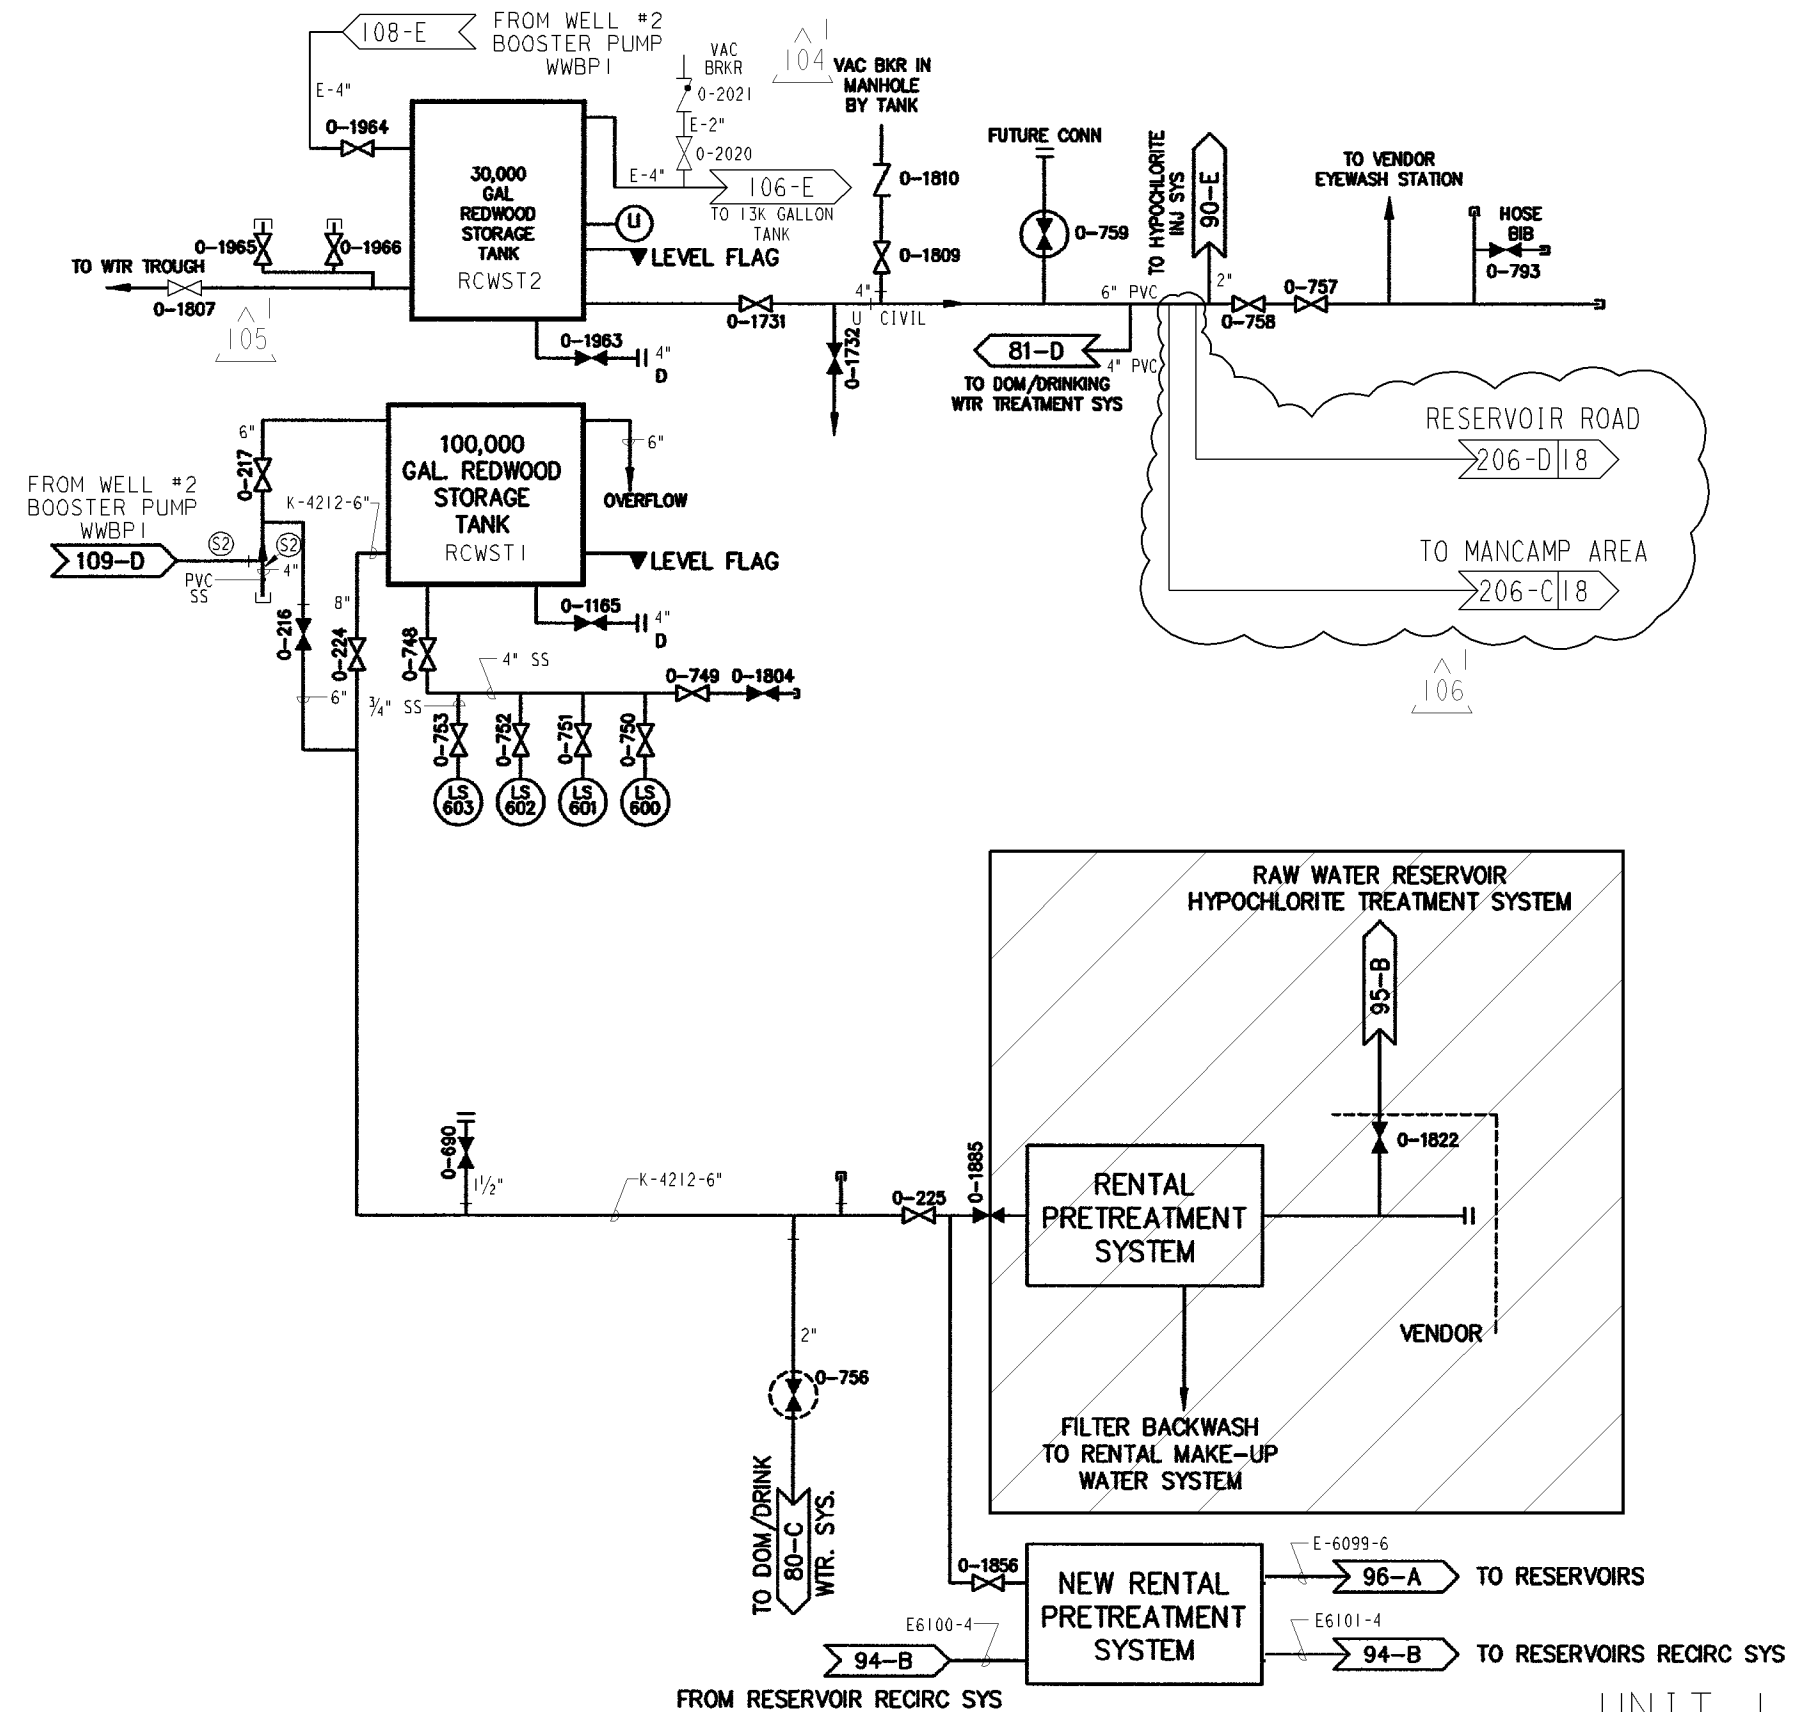 108-E
FROM WELL #2
BOOSTER PUMP
WWBP1
E-4"
0-1964
30,000
GAL
REDWOOD
STORAGE
TANK
RCWST2
VAC
BRKR
0-2021
E-2"
0-2020
E-4"
106-E
TO 13K GALLON
TANK
1
104
VAC BKR IN
MANHOLE
BY TANK
0-1810
0-1809
FUTURE CONN
0-759
TO HYPOCHLORITE
INJ SYS
90-E
2"
TO VENDOR
EYEWASH STATION
HOSE
BIB
0-793
0-1965
0-1966
TO WTR TROUGH
0-1807
1
105
LI
LEVEL FLAG
0-1731
4"
U
CIVIL
0-1732
6" PVC
0-758
0-757
0-1963
4"
D
81-D
4" PVC
TO DOM/DRINKING
WTR TREATMENT SYS
RESERVOIR ROAD
206-D 18
TO MANCAMP AREA
206-C 18
1
106
6"
0-217
100,000
GAL. REDWOOD
STORAGE
TANK
RCWST1
6"
OVERFLOW
FROM WELL #2
BOOSTER PUMP
WWBP1
109-D
S2
S2
PVC
SS
4"
K-4212-6"
LEVEL FLAG
8"
0-216
0-224
0-748
0-1165
4"
D
6"
4" SS
3/4" SS
0-749
0-1804
0-753
0-752
0-751
0-750
LS
603
LS
602
LS
601
LS
600
RAW WATER RESERVOIR
HYPOCHLORITE TREATMENT SYSTEM
95-B
0-1822
0-690
1 1/2"
K-4212-6"
0-225
0-1885
RENTAL
PRETREATMENT
SYSTEM
VENDOR
2"
0-756
FILTER BACKWASH
TO RENTAL MAKE-UP
WATER SYSTEM
TO DOM/DRINK
80-C
WTR. SYS.
0-1856
NEW RENTAL
PRETREATMENT
SYSTEM
E-6099-6
96-A
TO RESERVOIRS
E6100-4
E6101-4
94-B
94-B
TO RESERVOIRS RECIRC SYS
FROM RESERVOIR RECIRC SYS
UNIT 1